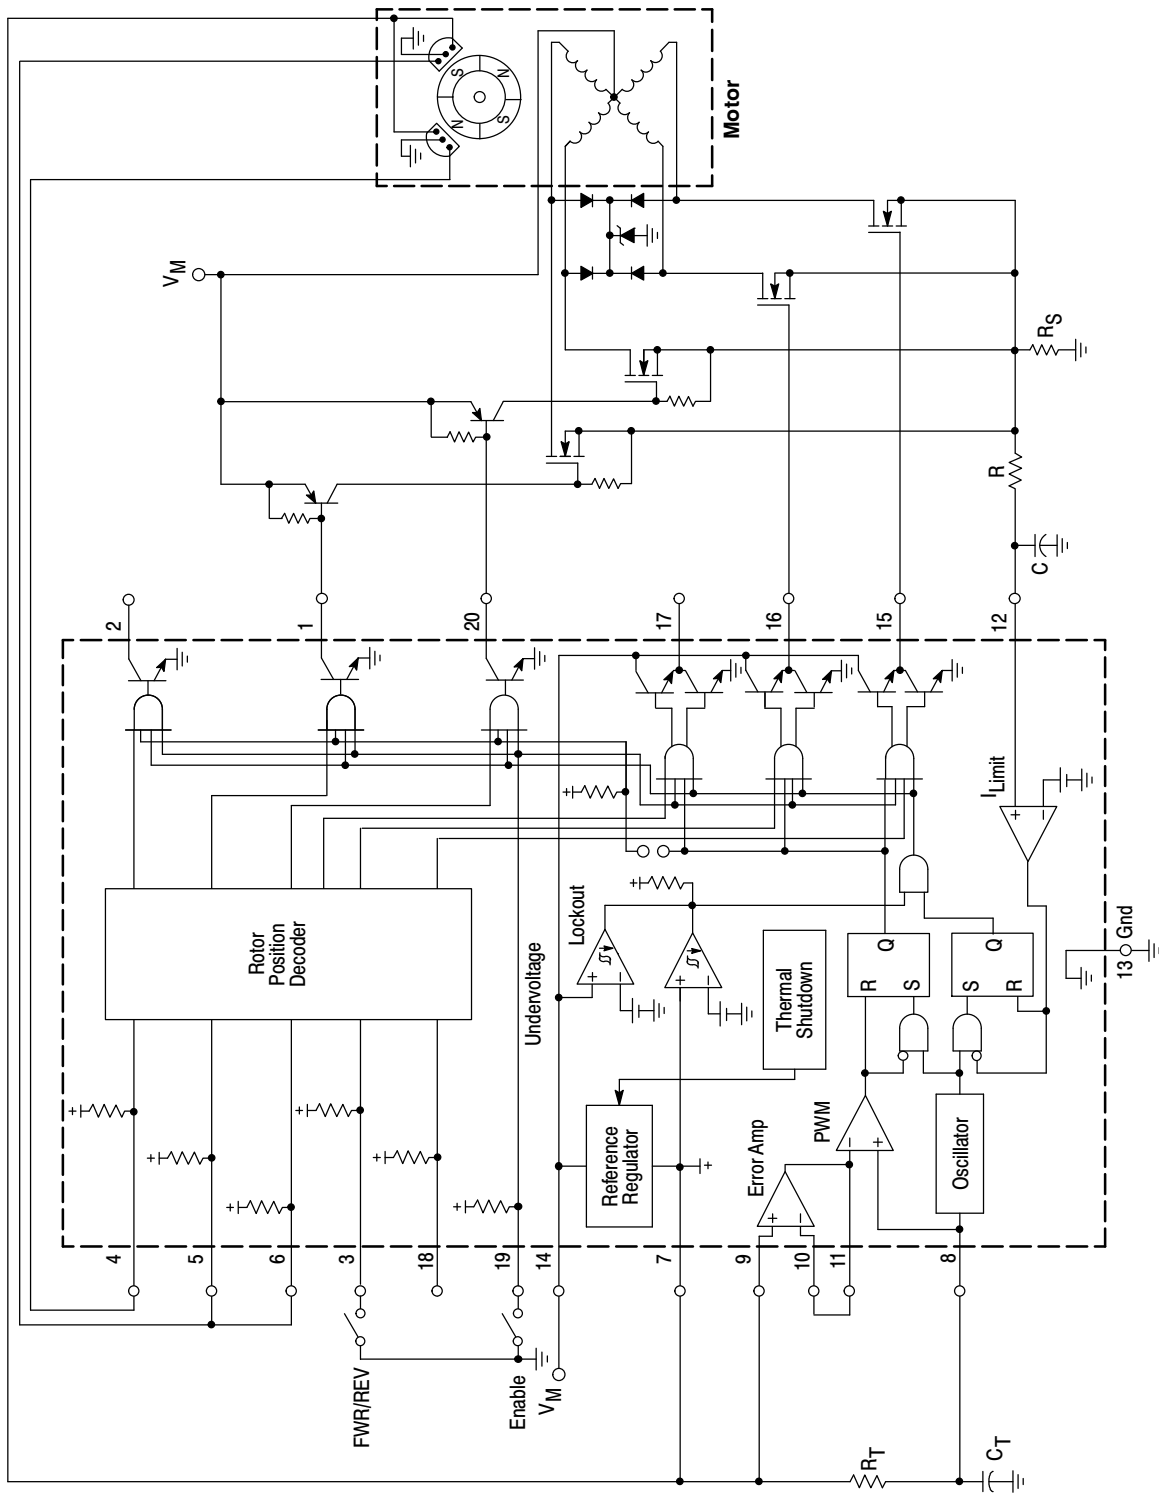 Motor
S
N
N
S
V_M
R_S
R
C
2
1
20
17
16
15
12
I_Limit
+
−
Rotor
Position
Decoder
Undervoltage
Lockout
+
−
+
−
Thermal
Shutdown
Reference
Regulator
Error Amp
+
−
PWM
−
+
Oscillator
R
S
Q
S
R
Q
13 Gnd
+
+
+
+
+
+
+
+
+
4
5
6
3
18
19
14
7
9
10
11
8
FWR/REV
Enable
V_M
R_T
C_T